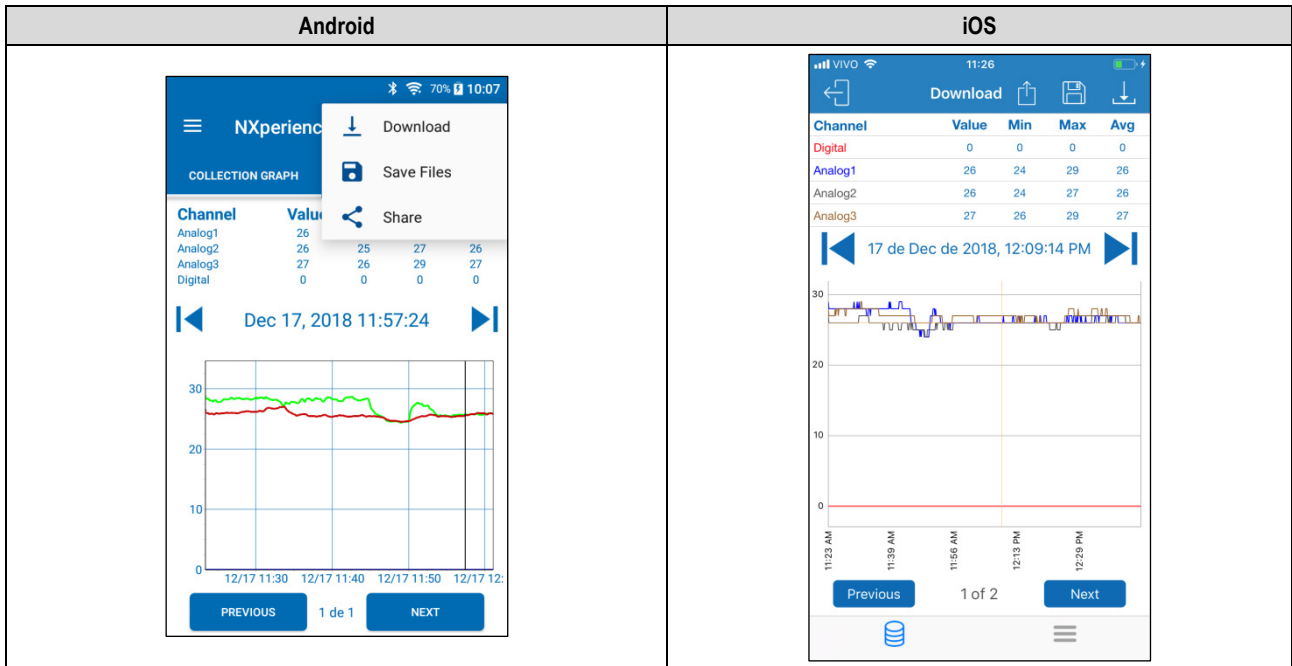 Android
iOS
70% 10:07
NXperienc
Download
Save Files
Share
COLLECTION GRAPH
Channel Valu
Analog1 26
Analog2 26 25 27 26
Analog3 27 26 29 27
Digital 0 0 0 0
Dec 17, 2018 11:57:24
30
20
10
0
12/17 11:30 12/17 11:40 12/17 11:50 12/17 12:
PREVIOUS 1 de 1 NEXT
VIVO 11:26
Download
Channel Value Min Max Avg
Digital 0 0 0 0
Analog1 26 24 29 26
Analog2 26 24 27 26
Analog3 27 26 29 27
17 de Dec de 2018, 12:09:14 PM
30
20
10
0
11:23 AM 11:39 AM 11:56 AM 12:13 PM 12:29 PM
Previous 1 of 2 Next